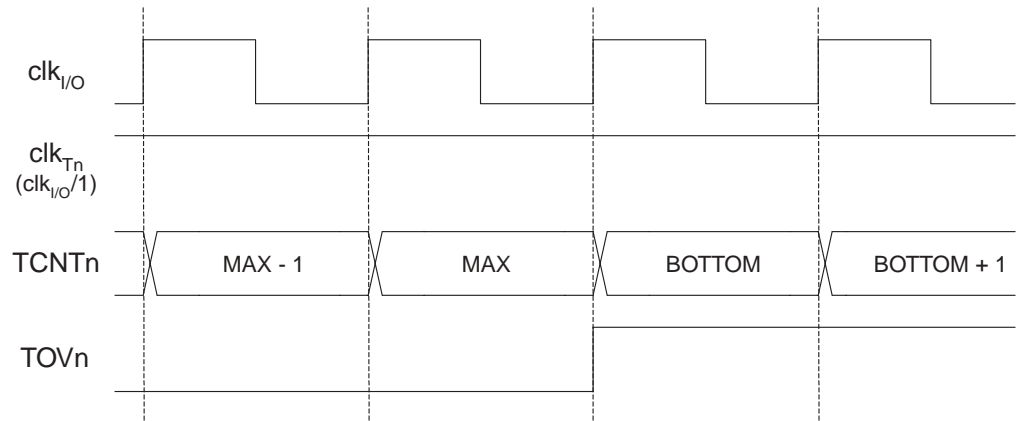 clkI/O
clkTn
(clkI/O/1)
TCNTn MAX - 1 MAX BOTTOM BOTTOM + 1
TOVn